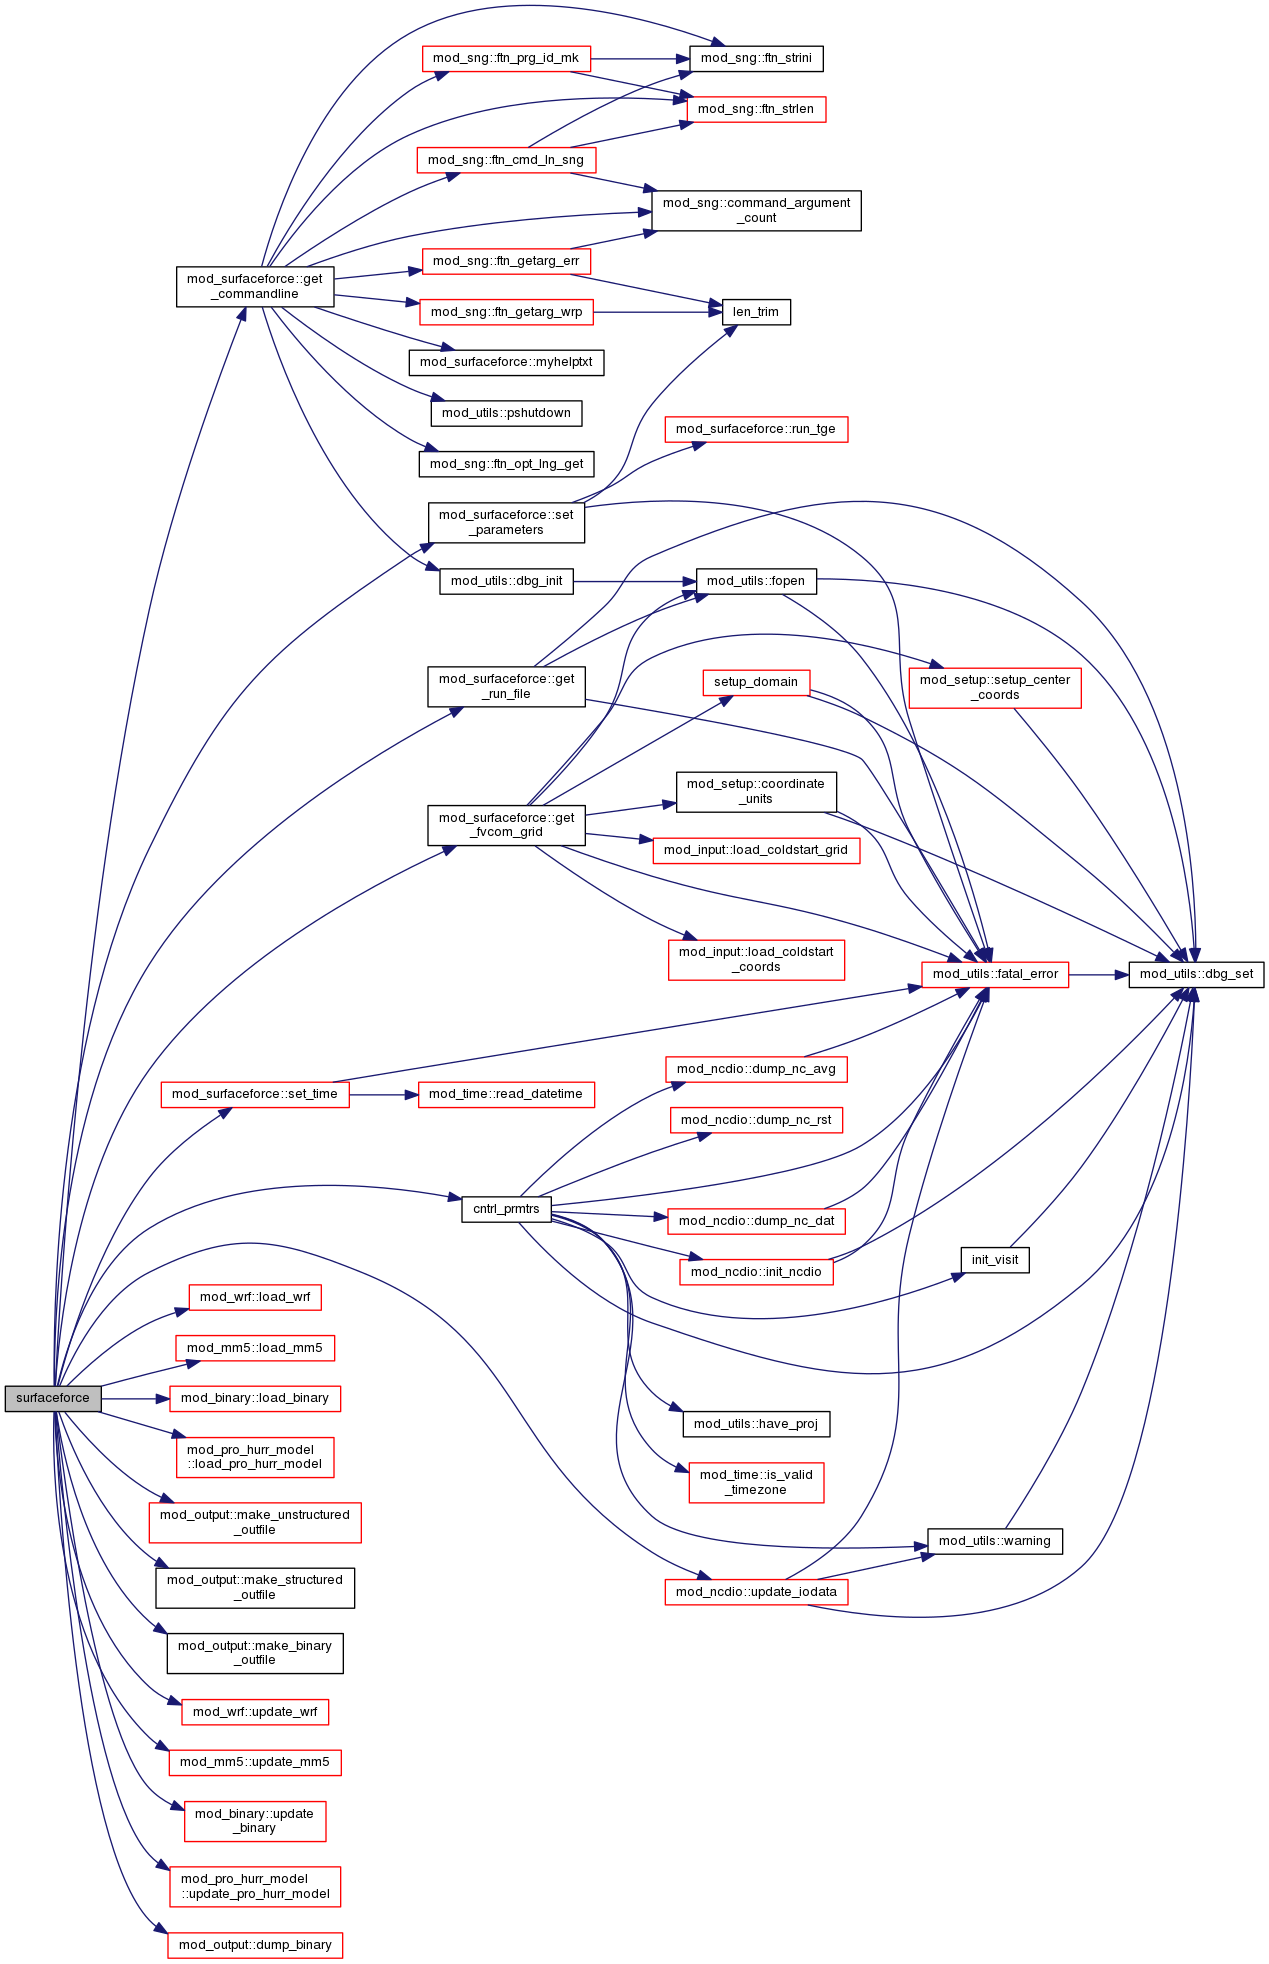 mod_sng::ftn_prg_id_mk
mod_sng::ftn_strini
mod_sng::ftn_strlen
mod_sng::ftn_cmd_ln_sng
mod_sng::command_argument
_count
mod_surfaceforce::get
_commandline
mod_sng::ftn_getarg_err
mod_sng::ftn_getarg_wrp
len_trim
mod_surfaceforce::myhelptxt
mod_utils::pshutdown
mod_surfaceforce::run_tge
mod_sng::ftn_opt_lng_get
mod_surfaceforce::set
_parameters
mod_utils::dbg_init
mod_utils::fopen
mod_surfaceforce::get
_run_file
setup_domain
mod_setup::setup_center
_coords
mod_setup::coordinate
_units
mod_surfaceforce::get
_fvcom_grid
mod_input::load_coldstart_grid
mod_input::load_coldstart
_coords
mod_utils::fatal_error
mod_utils::dbg_set
mod_ncdio::dump_nc_avg
mod_surfaceforce::set_time
mod_time::read_datetime
mod_ncdio::dump_nc_rst
cntrl_prmtrs
mod_ncdio::dump_nc_dat
mod_ncdio::init_ncdio
init_visit
mod_wrf::load_wrf
mod_mm5::load_mm5
surfaceforce
mod_binary::load_binary
mod_utils::have_proj
mod_pro_hurr_model
::load_pro_hurr_model
mod_time::is_valid
_timezone
mod_output::make_unstructured
_outfile
mod_utils::warning
mod_output::make_structured
_outfile
mod_ncdio::update_iodata
mod_output::make_binary
_outfile
mod_wrf::update_wrf
mod_mm5::update_mm5
mod_binary::update
_binary
mod_pro_hurr_model
::update_pro_hurr_model
mod_output::dump_binary